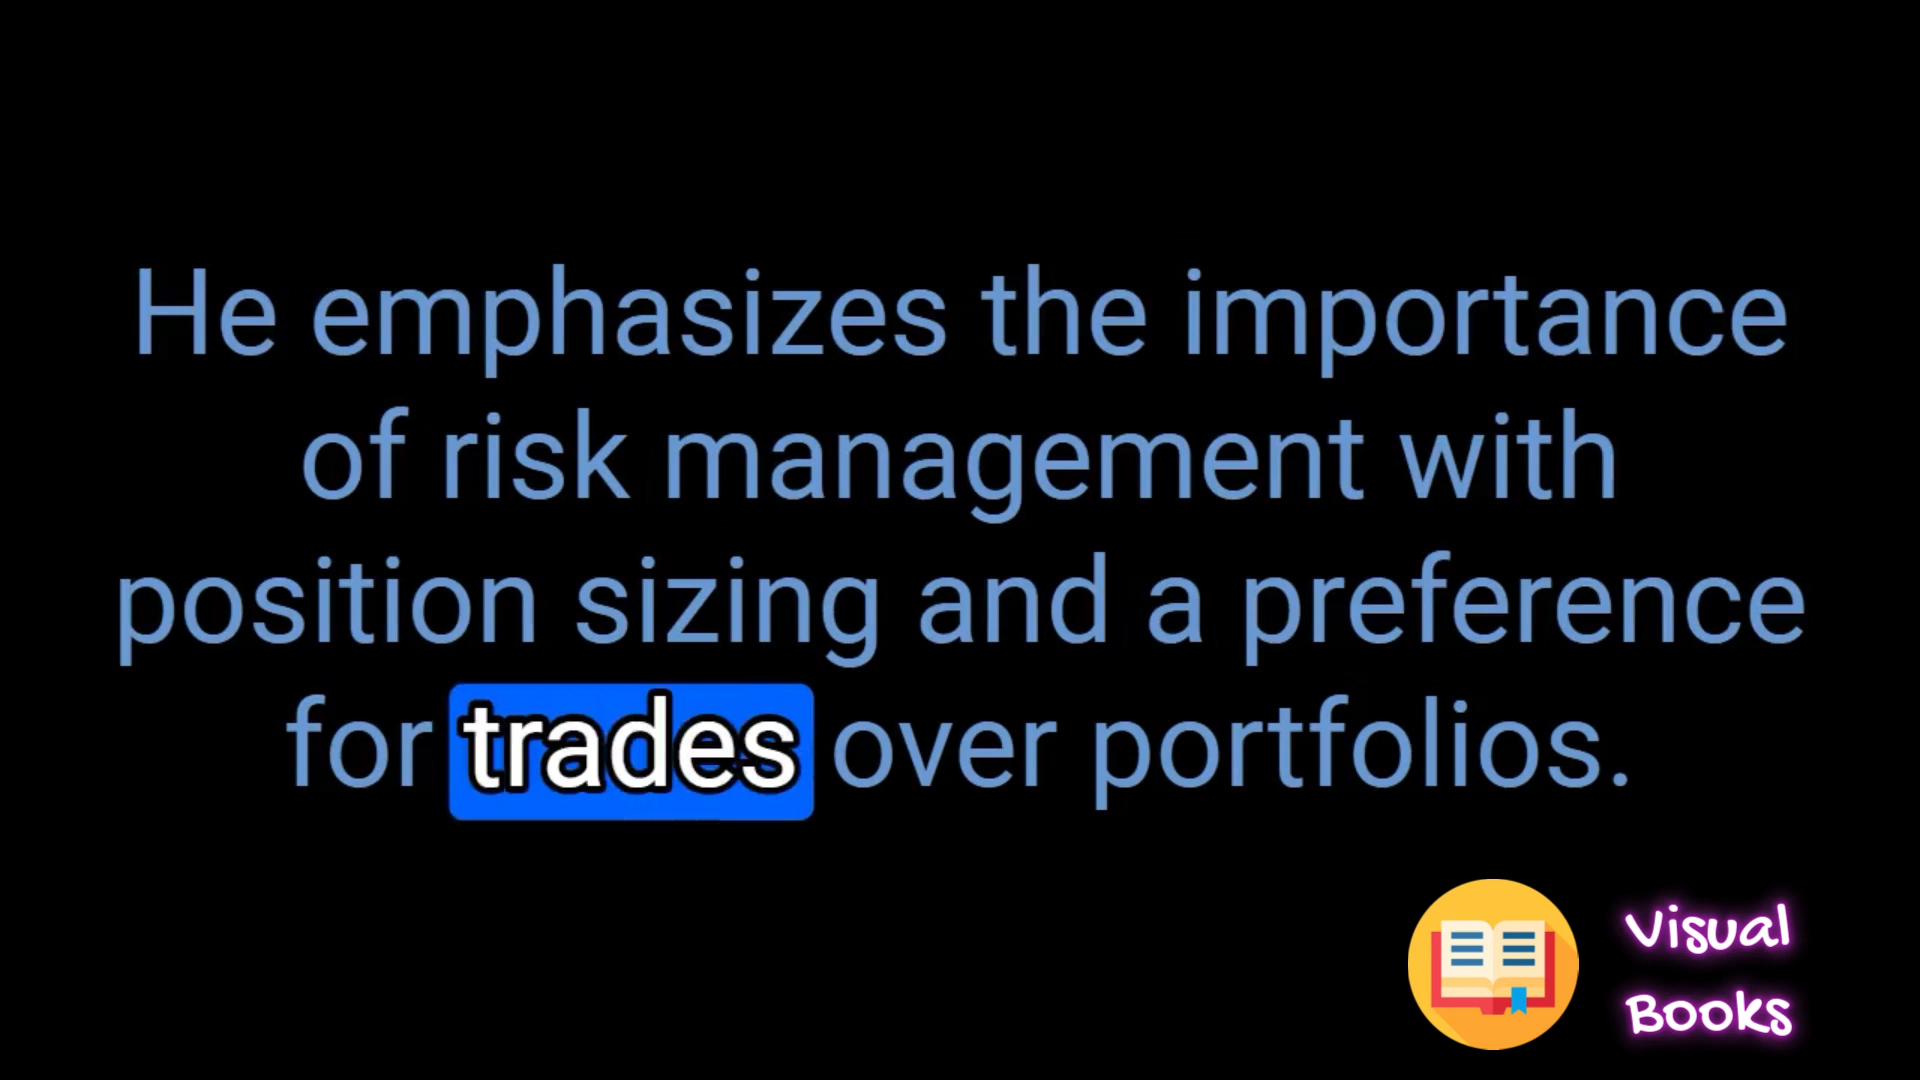 He emphasizes the importance
of risk management with
position sizing and a preference
for trades over portfolios.
Visual
Books